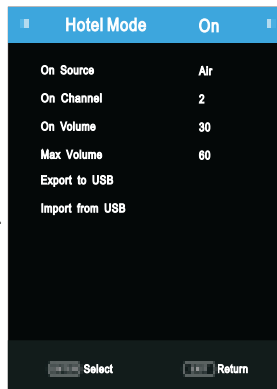 Hotel Mode On
On Source Air
On Channel 2
On Volume 30
Max Volume 60
Export to USB
Import from USB
Select Return